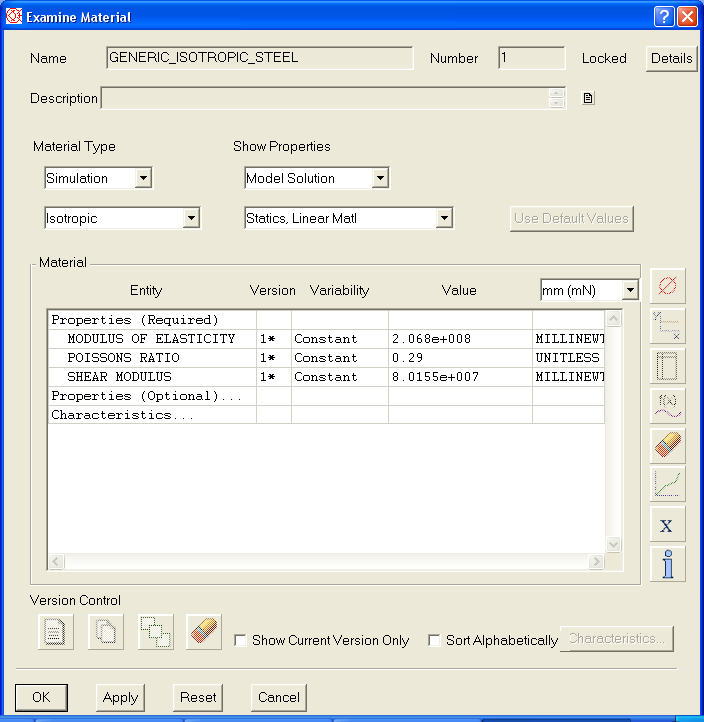 Examine Material
Name GENERIC_ISOTROPIC_STEEL Number 1 Locked Details
Description
Material Type Show Properties
Simulation Model Solution
Isotropic Statics, Linear Matl Use Default Values
Material
Entity Version Variability Value mm (mN)
Properties (Required)
MODULUS OF ELASTICITY 1* Constant 2.068e+008 MILLINEWT
POISSONS RATIO 1* Constant 0.29 UNITLESS
SHEAR MODULUS 1* Constant 8.0155e+007 MILLINEWT
Properties (Optional)...
Characteristics...
f(x)
x
i
Version Control
Show Current Version Only Sort Alphabetically Characteristics...
OK Apply Reset Cancel